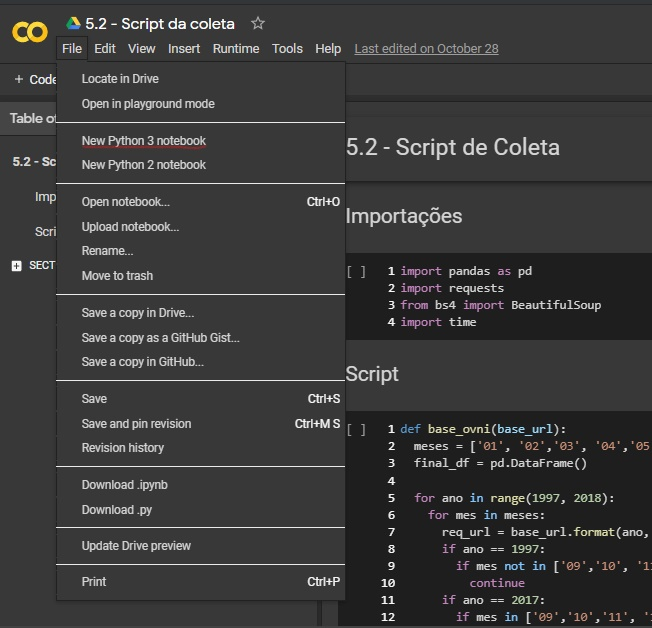 5.2 - Script da coleta
File Edit View Insert Runtime Tools Help Last edited on October 28
+ Code
Table of
5.2 - Sc
Imp
Scri
SECT
Locate in Drive
Open in playground mode
New Python 3 notebook
New Python 2 notebook
Open notebook... Ctrl+O
Upload notebook...
Rename...
Move to trash
Save a copy in Drive...
Save a copy as a GitHub Gist...
Save a copy in GitHub...
Save Ctrl+S
Save and pin revision Ctrl+M S
Revision history
Download .ipynb
Download .py
Update Drive preview
Print Ctrl+P
5.2 - Script de Coleta
Importações
[ ] 1 import pandas as pd
2 import requests
3 from bs4 import BeautifulSoup
4 import time
Script
[ ] 1 def base_ovni(base_url):
2 meses = ['01', '02','03', '04','05
3 final_df = pd.DataFrame()
4
5 for ano in range(1997, 2018):
6 for mes in meses:
7 req_url = base_url.format(ano,
8 if ano == 1997:
9 if mes not in ['09','10', '11
10 continue
11 if ano == 2017:
12 if mes in ['09','10','11',